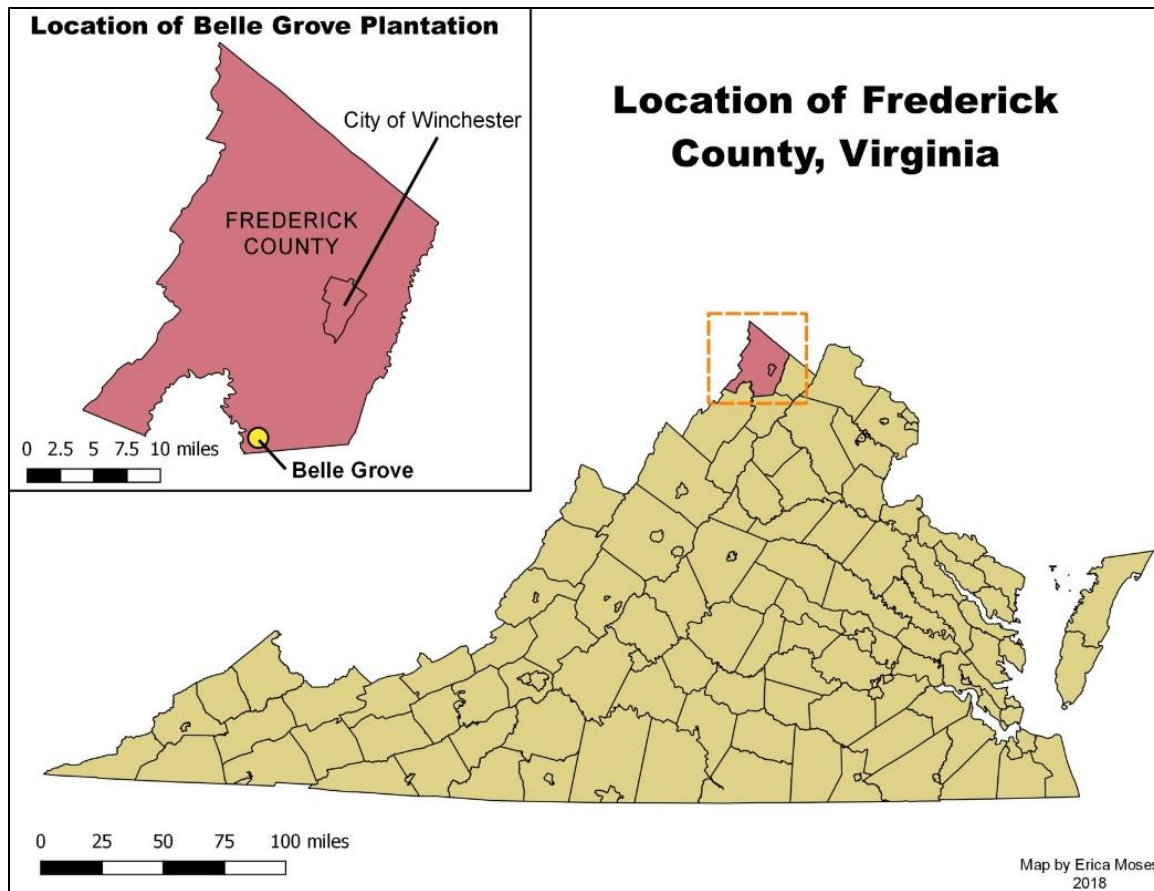 Location of Belle Grove Plantation
City of Winchester
FREDERICK
COUNTY
0 2.5 5 7.5 10 miles
Belle Grove
Location of Frederick
County, Virginia
0 25 50 75 100 miles
Map by Erica Moses
2018